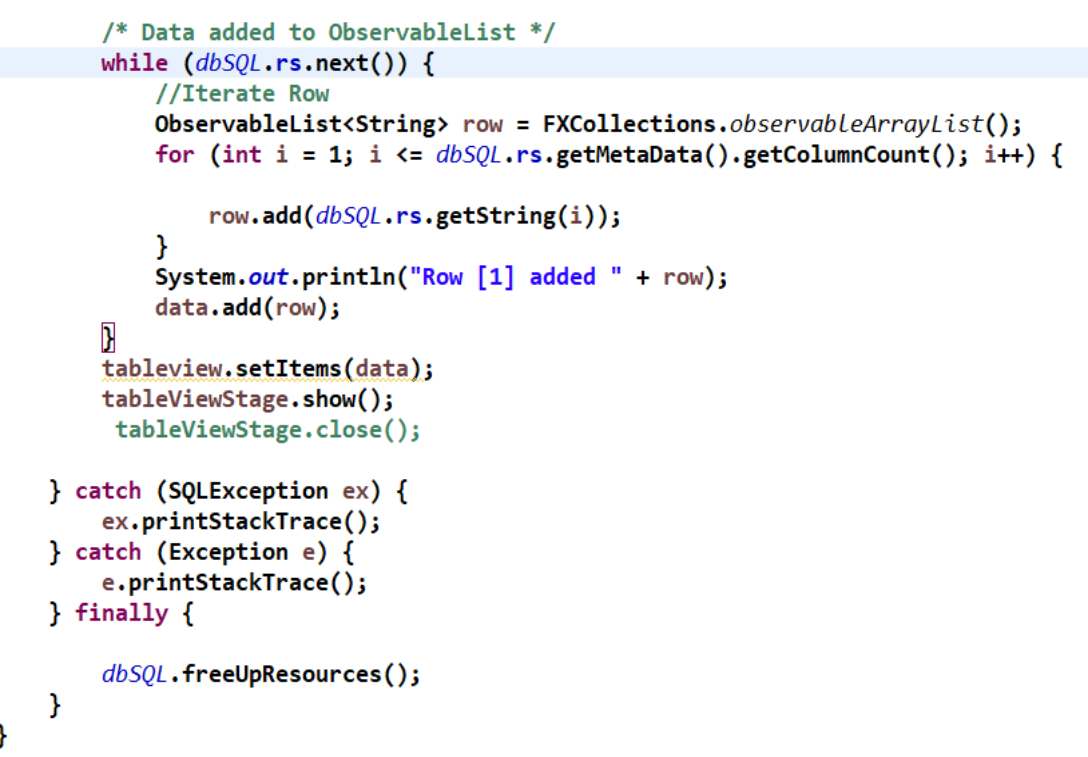 /* Data added to ObservableList */
while (dbSQL.rs.next()) {
//Iterate Row
ObservableList<String> row = FXCollections.observableArrayList();
for (int i = 1; i <= dbSQL.rs.getMetaData().getColumnCount(); i++) {
row.add(dbSQL.rs.getString(i));
}
System.out.println("Row [1] added " + row);
data.add(row);
}
tableview.setItems(data);
tableViewStage.show();
tableViewStage.close();
} catch (SQLException ex) {
ex.printStackTrace();
} catch (Exception e) {
e.printStackTrace();
} finally {
dbSQL.freeUpResources();
}
}